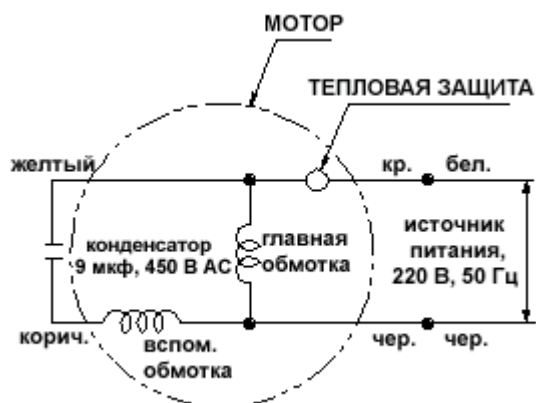 МОТОР
ТЕПЛОВАЯ ЗАЩИТА
желтый
кр.
бел.
конденсатор
9 мкф, 450 В АС
главная
обмотка
источник
питания,
220 В, 50 Гц
корич.
вспом.
обмотка
чер.
чер.